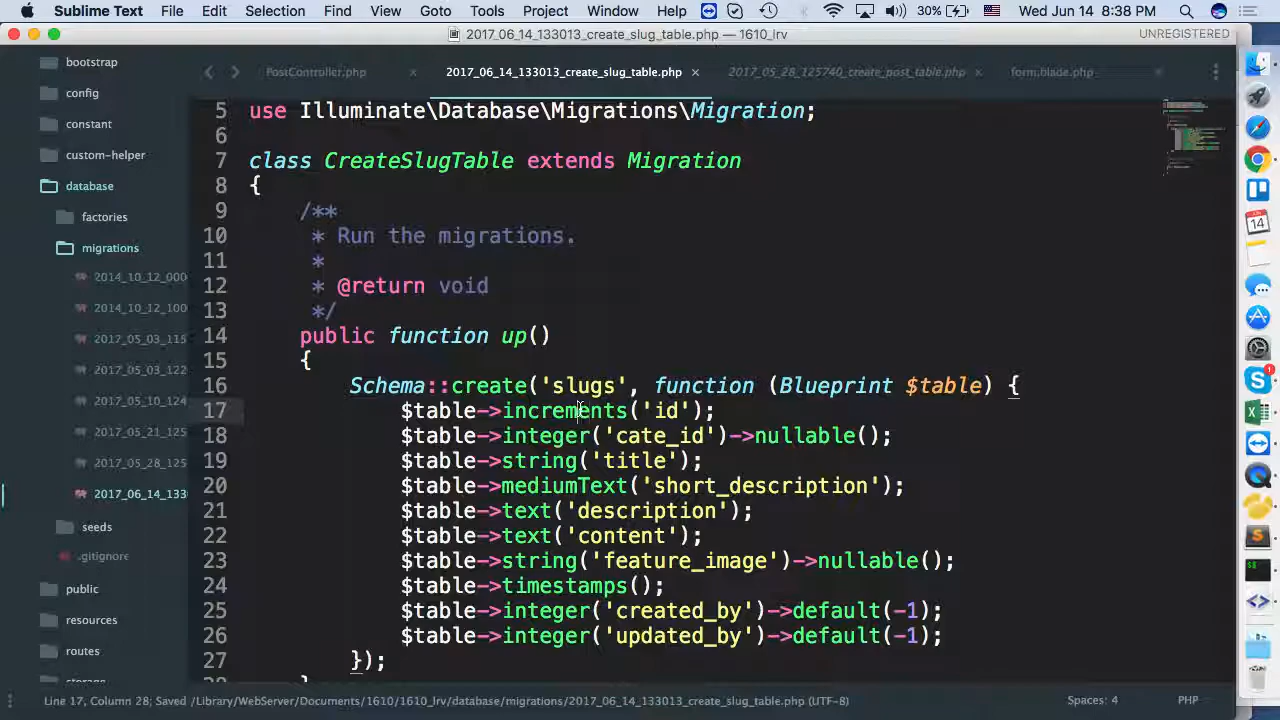 Sublime Text File Edit Selection Find View Goto Tools Project Window Help 30% Wed Jun 14 8:38 PM
2017_06_14_133013_create_slug_table.php — 1610_lrv UNREGISTERED
PostController.php × 2017_06_14_133013_create_slug_table.php × 2017_05_28_125740_create_post_table.php × form.blade.php ×
bootstrap
config
constant
custom-helper
database
factories
migrations
2014_10_12_000
2014_10_12_100
2017_05_03_115
2017_05_03_122
2017_05_10_124
2017_05_21_125
2017_05_28_125
2017_06_14_133
seeds
.gitignore
public
resources
routes
storage
5 use Illuminate\Database\Migrations\Migration;
6
7 class CreateSlugTable extends Migration
8 {
9 /**
10 * Run the migrations.
11 *
12 * @return void
13 */
14 public function up()
15 {
16 Schema::create('slugs', function (Blueprint $table) {
17 $table->increments('id');
18 $table->integer('cate_id')->nullable();
19 $table->string('title');
20 $table->mediumText('short_description');
21 $table->text('description');
22 $table->text('content');
23 $table->string('feature_image')->nullable();
24 $table->timestamps();
25 $table->integer('created_by')->default(-1);
26 $table->integer('updated_by')->default(-1);
27 });
28 }
Line 17, Column 28; Saved /Library/WebServer/Documents/1610/1610_lrv/database/migrations/2017_06_14_133013_create_slug_table.php (UTF-8) Spaces: 4 PHP
JUN
14
1
S